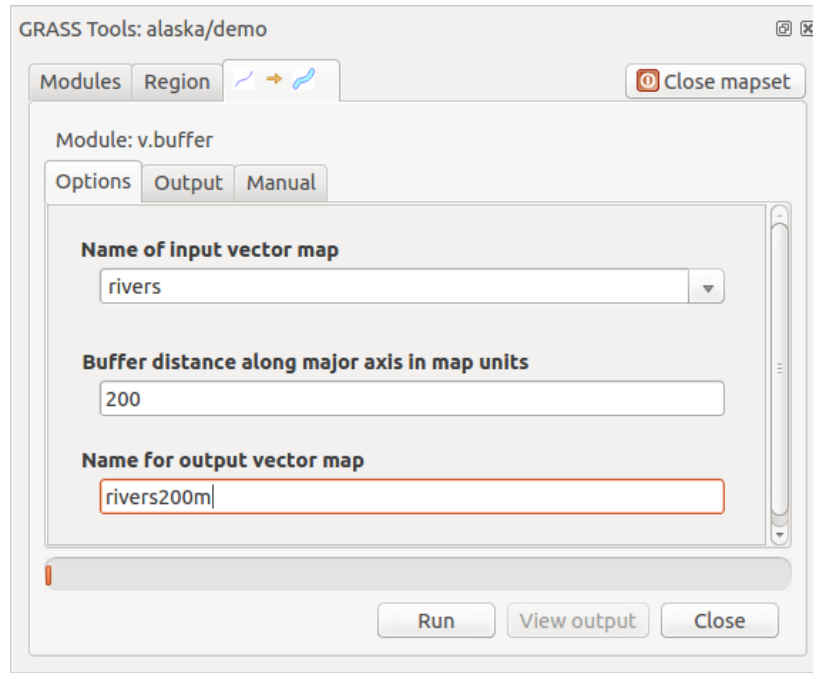 GRASS Tools: alaska/demo
Modules Region Close mapset
Module: v.buffer
Options Output Manual
Name of input vector map
rivers
Buffer distance along major axis in map units
200
Name for output vector map
rivers200m
Run View output Close